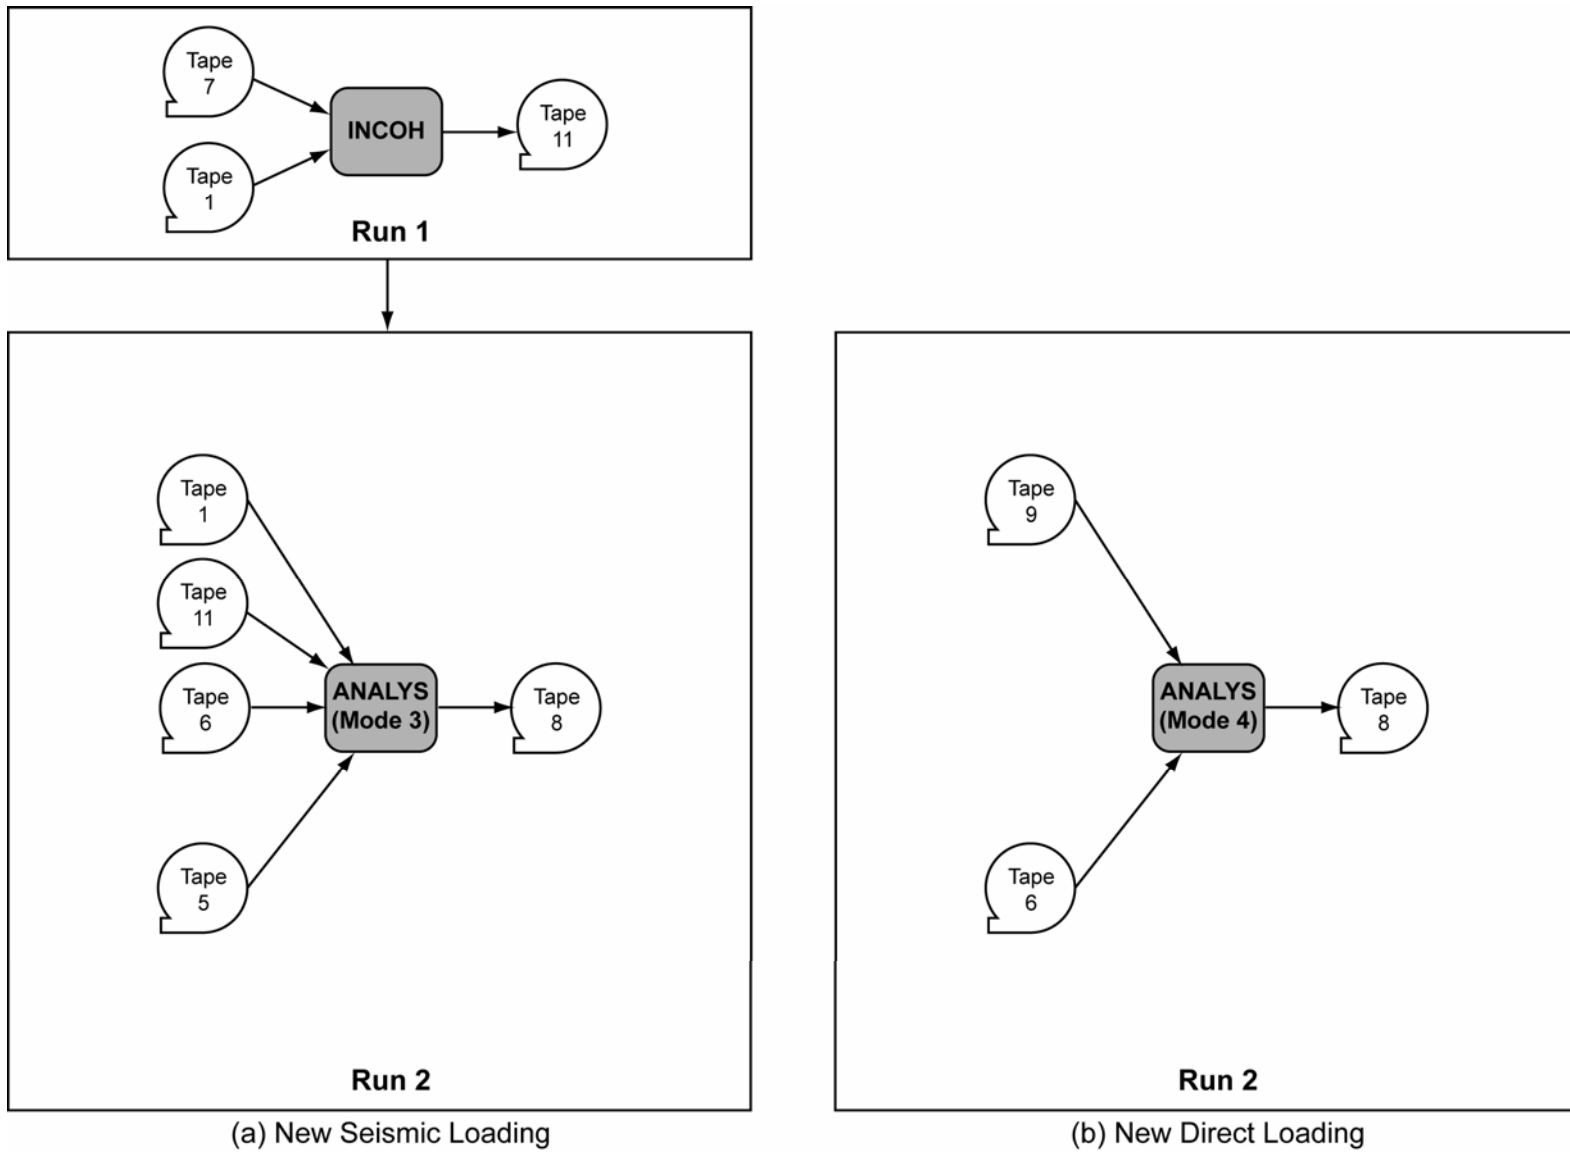 Tape
7
Tape
1
INCOH
Tape
11
Run 1
Tape
1
Tape
11
Tape
6
Tape
5
ANALYS
(Mode 3)
Tape
8
Run 2
(a) New Seismic Loading
Tape
9
Tape
6
ANALYS
(Mode 4)
Tape
8
Run 2
(b) New Direct Loading